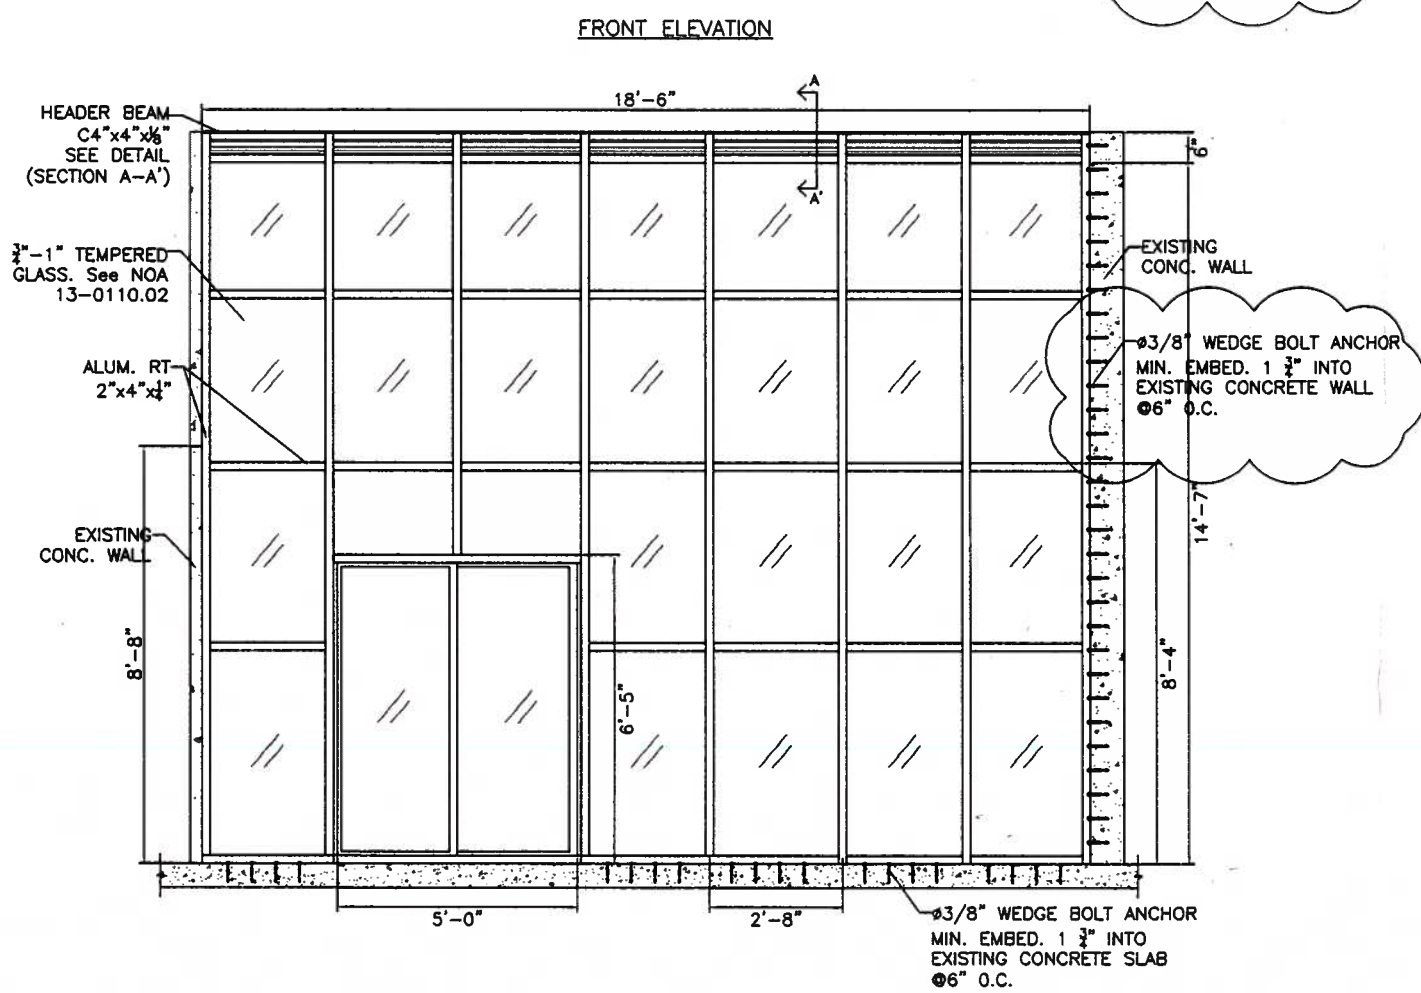 FRONT ELEVATION
A
18'-6"
HEADER BEAM
C4"x4"x⅛"
SEE DETAIL
(SECTION A-A')
6"
A'
¾"-1" TEMPERED
GLASS. See NOA
13-0110.02
EXISTING
CONC. WALL
ø3/8" WEDGE BOLT ANCHOR
MIN. EMBED. 1 ¾" INTO
EXISTING CONCRETE WALL
@6" O.C.
ALUM. RT
2"x4"x¼"
14'-7"
EXISTING
CONC. WALL
8'-8"
6'-5"
8'-4"
5'-0"
2'-8"
ø3/8" WEDGE BOLT ANCHOR
MIN. EMBED. 1 ¾" INTO
EXISTING CONCRETE SLAB
@6" O.C.